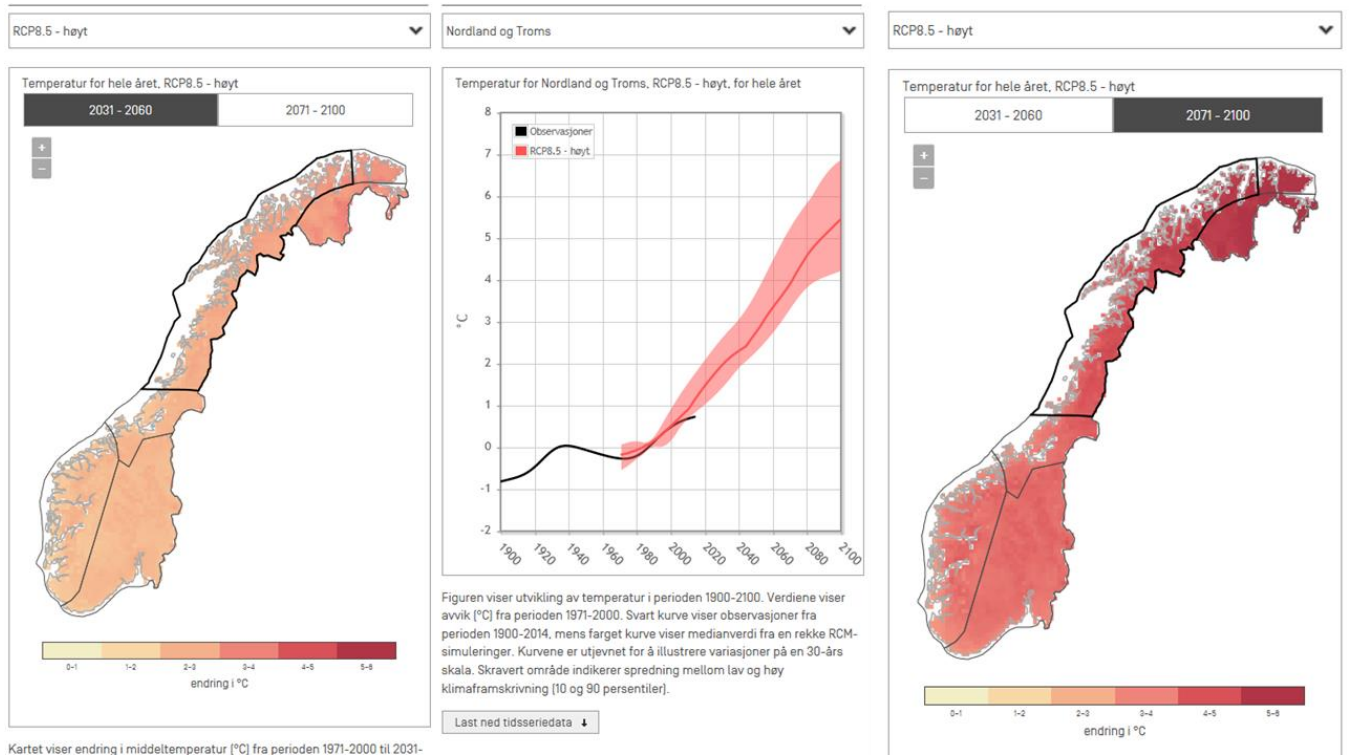 RCP8.5 - høyt
Temperatur for hele året, RCP8.5 - høyt
2031 - 2060
2071 - 2100
+
−
0-1
1-2
2-3
3-4
4-5
5-6
endring i °C
Kartet viser endring i middeltemperatur (°C) fra perioden 1971-2000 til 2031-
Nordland og Troms
Temperatur for Nordland og Troms, RCP8.5 - høyt, for hele året
Observasjoner
RCP8.5 - høyt
8
7
6
5
4
3
2
1
0
-1
-2
°C
1900
1920
1940
1960
1980
2000
2020
2040
2060
2080
2100
Figuren viser utvikling av temperatur i perioden 1900-2100. Verdiene viser
avvik (°C) fra perioden 1971-2000. Svart kurve viser observasjoner fra
perioden 1900-2014, mens farget kurve viser medianverdi fra en rekke RCM-
simuleringer. Kurvene er utjevnet for å illustrere variasjoner på en 30-års
skala. Skravert område indikerer spredning mellom lav og høy
klimaframskrivning (10 og 90 persentiler).
Last ned tidsseriedata ⬇
RCP8.5 - høyt
Temperatur for hele året, RCP8.5 - høyt
2031 - 2060
2071 - 2100
+
−
0-1
1-2
2-3
3-4
4-5
5-6
endring i °C